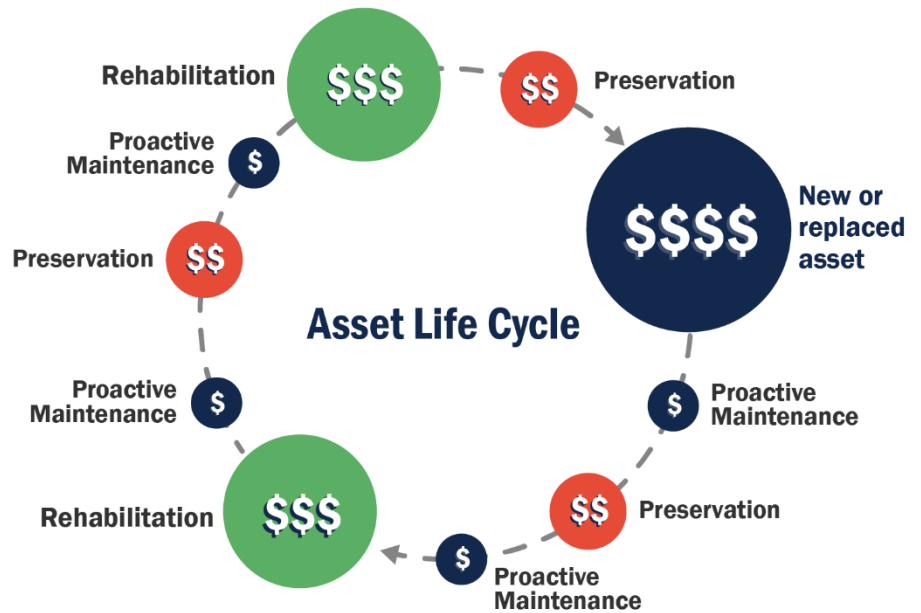 Rehabilitation
$$$
$$
Preservation
Proactive
Maintenance
$
New or
replaced
asset
$$$$
Preservation
$$
Asset Life Cycle
Proactive
Maintenance
$
$
Proactive
Maintenance
Rehabilitation
$$$
$$
Preservation
$
Proactive
Maintenance